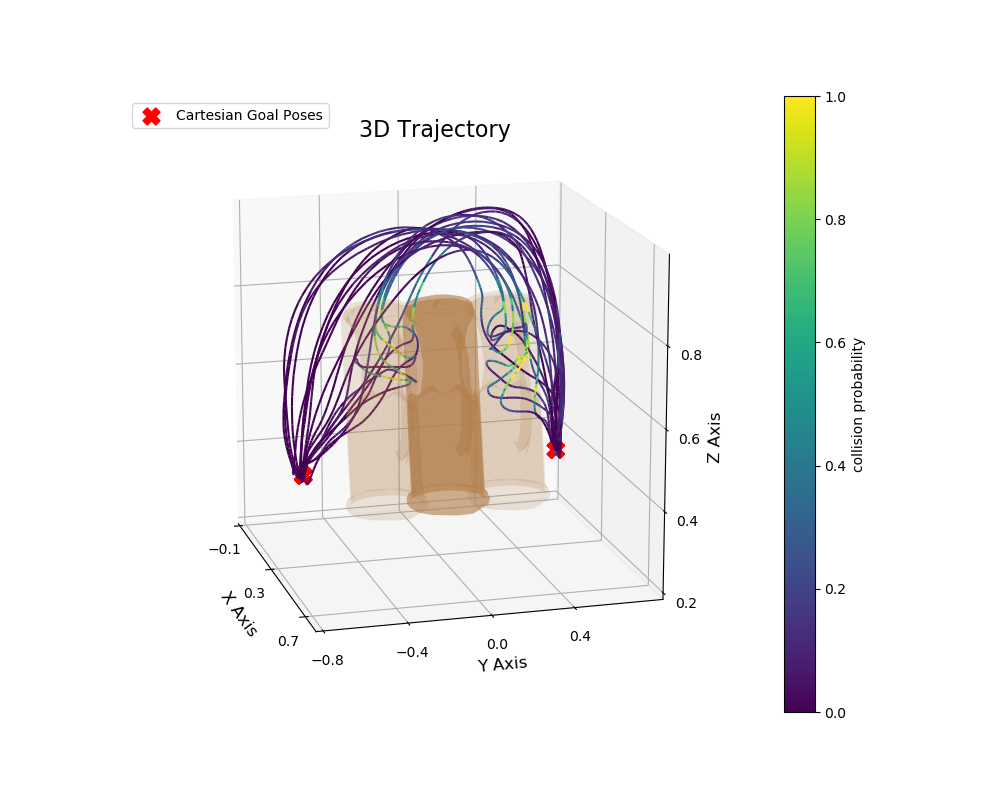 Cartesian Goal Poses
3D Trajectory
1.0
0.8
0.6
0.4
0.2
0.0
collision probability
0.8
0.6
0.4
0.2
Z Axis
−0.1
0.3
0.7
X Axis
−0.8
−0.4
0.0
0.4
Y Axis